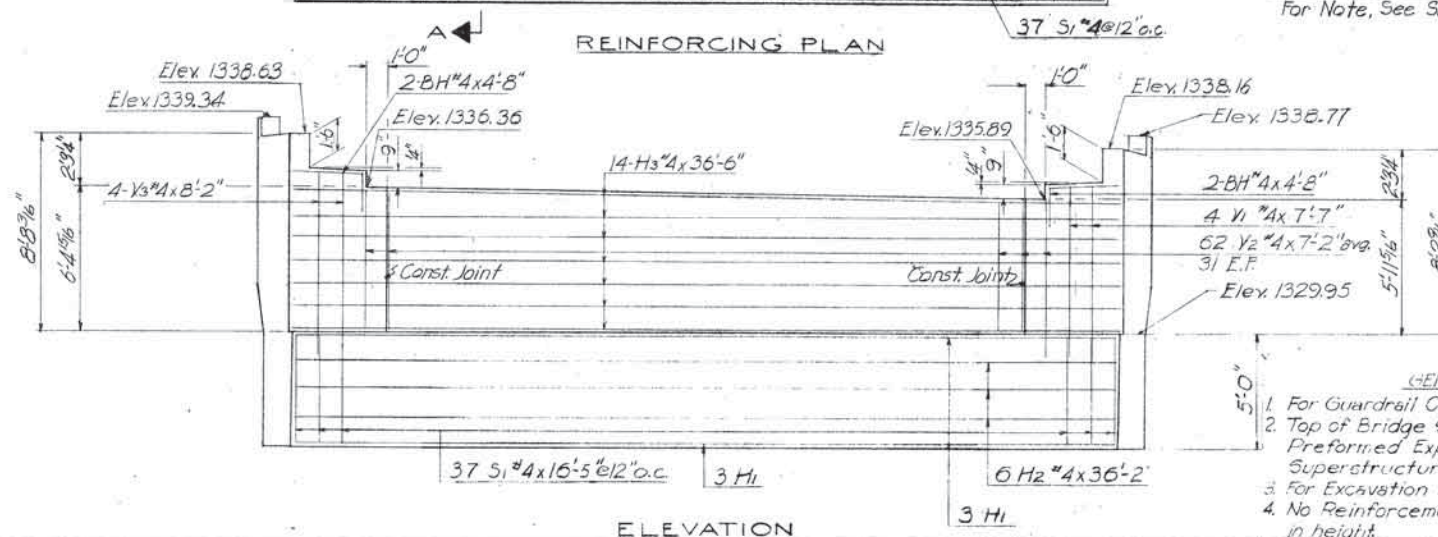 37 S1 #4@12" o.c.
For Note, See S
A
REINFORCING PLAN
1'-0"
1'-0"
Elev. 1338.63
2-BH #4x4'-8"
Elev. 1338.16
Elev. 1339.34
Elev. 1336.36
Elev. 1338.77
1'-6"
9"
1/4"
Elev. 1335.89
1'-6"
9"
1/4"
14-H3 #4x36'-6"
2'3/4"
2'3/4"
4-V3 #4x8'-2"
2-BH #4x4'-8"
4 V1 #4x7'-7"
62 V2 #4x7'-2" avg.
31 E.F.
8'-8 3/16"
6'-4 15/16"
5'-11 5/16"
Const. Joint
Const. Joint
Elev. 1329.95
5'-0"
1. For Guardrail
2. Top of Bridge
Preformed
Superstructur
3. For Excavation
4. No Reinforceme
in height
37 S1 #4x16'-5"@12" o.c.
3 H1
6 H2 #4x36'-2"
3 H1
ELEVATION